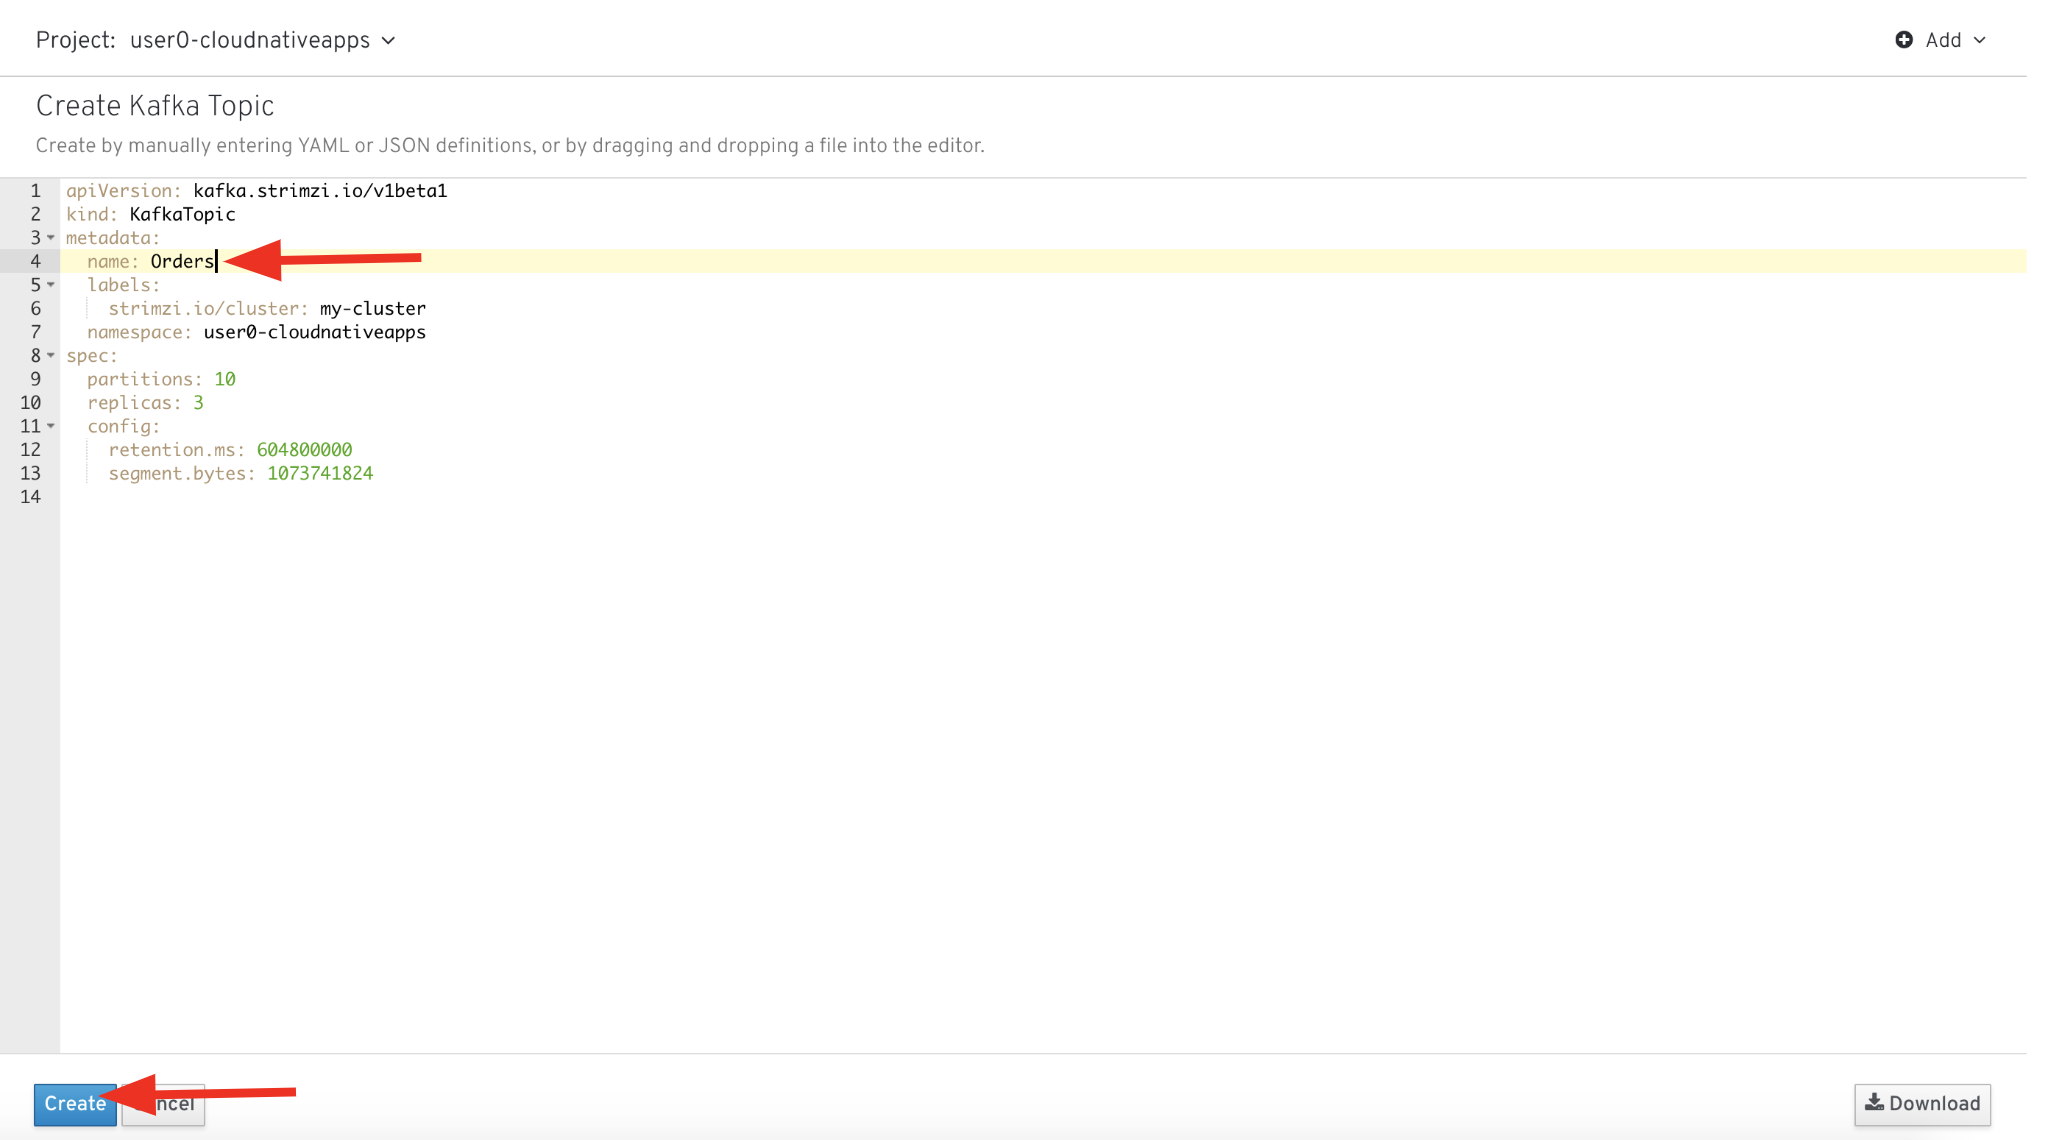 Project: user0-cloudnativeapps
Add
Create Kafka Topic
Create by manually entering YAML or JSON definitions, or by dragging and dropping a file into the editor.
1 apiVersion: kafka.strimzi.io/v1beta1
2 kind: KafkaTopic
3 metadata:
4   name: Orders
5   labels:
6     strimzi.io/cluster: my-cluster
7   namespace: user0-cloudnativeapps
8 spec:
9   partitions: 10
10   replicas: 3
11   config:
12     retention.ms: 604800000
13     segment.bytes: 1073741824
14
Create
Download